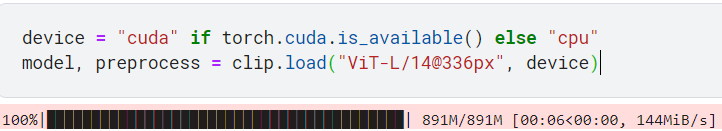 device = "cuda" if torch.cuda.is_available() else "cpu"
model, preprocess = clip.load("ViT-L/14@336px", device)
100%|████████████████████████████████████████| 891M/891M [00:06<00:00, 144MiB/s]